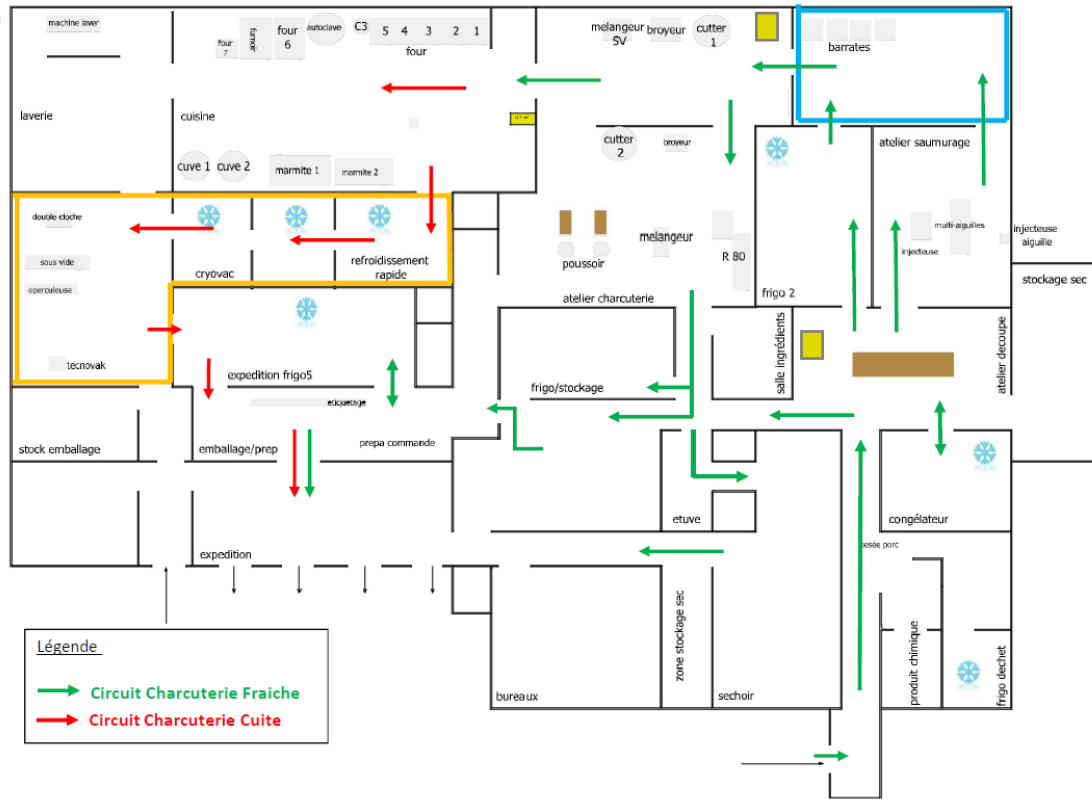 machine laver
laverie
four
7
fumoir
four
6
autoclave
C3
5 4 3 2 1
four
cuisine
cuve 1
cuve 2
marmite 1
marmite 2
melangeur
SV
broyeur
cutter
1
barrates
cutter
2
broyeur
atelier saumurage
multi-aiguilles
injecteuse
injecteuse
aiguille
stockage sec
double cloche
sous vide
operculeuse
tecnovak
cryovac
refroidissement
rapide
poussoir
melangeur
R 80
frigo 2
atelier charcuterie
salle ingrédients
atelier decoupe
expedition frigo5
etiquetage
frigo/stockage
stock emballage
emballage/prep
prepa commande
etuve
congélateur
expedition
bureaux
zone stockage sec
sechoir
produit chimique
frigo dechet
Légende
Circuit Charcuterie Fraiche
Circuit Charcuterie Cuite